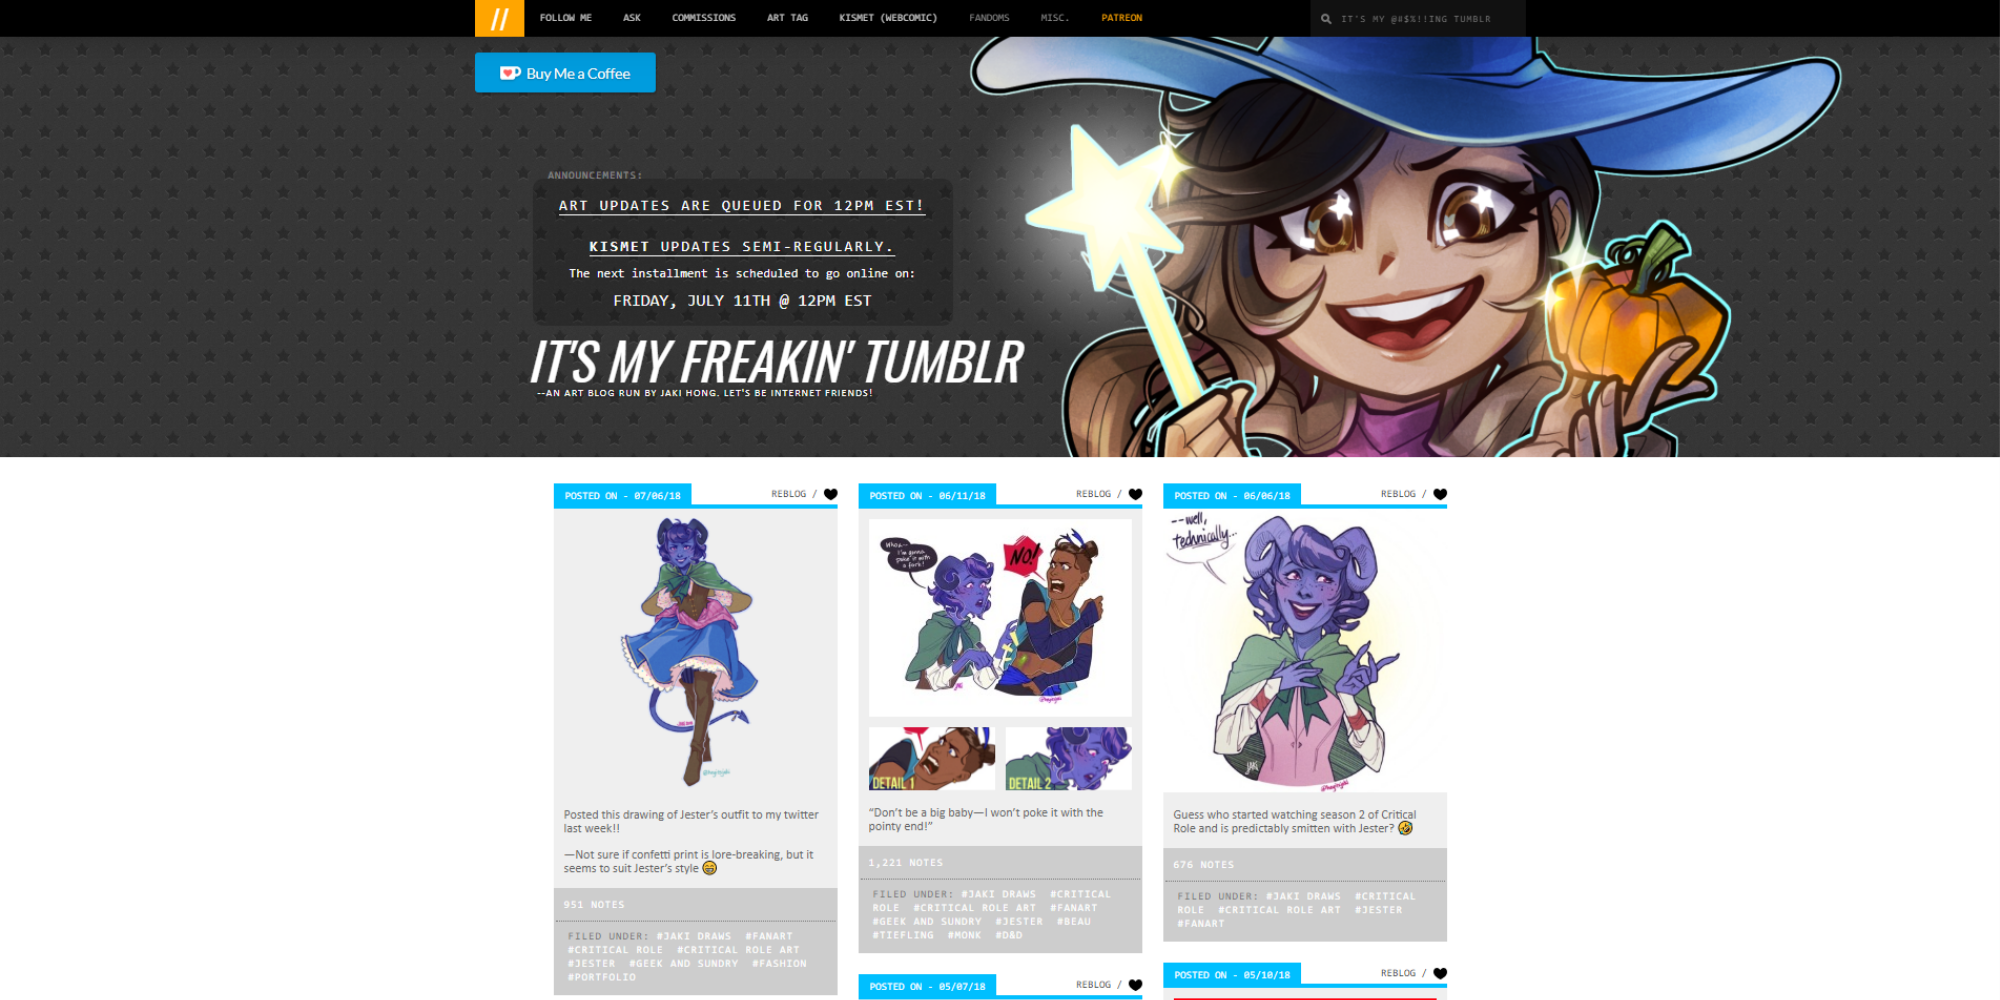 //
FOLLOW ME
ASK
COMMISSIONS
ART TAG
KISMET (WEBCOMIC)
FANDOMS
MISC.
PATREON
IT'S MY @#$%!!ING TUMBLR
Buy Me a Coffee
ANNOUNCEMENTS:
ART UPDATES ARE QUEUED FOR 12PM EST!
KISMET UPDATES SEMI-REGULARLY.
The next installment is scheduled to go online on:
FRIDAY, JULY 11TH @ 12PM EST
IT'S MY FREAKIN' TUMBLR
--AN ART BLOG RUN BY JAKI HONG. LET'S BE INTERNET FRIENDS!
POSTED ON - 07/06/18
REBLOG /
Posted this drawing of Jester's outfit to my twitter
last week!!
—Not sure if confetti print is lore-breaking, but it
seems to suit Jester's style 😄
951 NOTES
FILED UNDER: #JAKI DRAWS #FANART
#CRITICAL ROLE #CRITICAL ROLE ART
#JESTER #GEEK AND SUNDRY #FASHION
#PORTFOLIO
POSTED ON - 06/11/18
REBLOG /
Whoa--
I'm gonna
poke it with
a fork!
NO!
DETAIL 1
DETAIL 2
“Don't be a big baby—I won't poke it with the
pointy end!”
1,221 NOTES
FILED UNDER: #JAKI DRAWS #CRITICAL
ROLE #CRITICAL ROLE ART #FANART
#GEEK AND SUNDRY #JESTER #BEAU
#TIEFLING #MONK #D&D
POSTED ON - 05/07/18
REBLOG /
POSTED ON - 06/06/18
REBLOG /
--well,
technically...
JAKI
Guess who started watching season 2 of Critical
Role and is predictably smitten with Jester? 🤣
676 NOTES
FILED UNDER: #JAKI DRAWS #CRITICAL
ROLE #CRITICAL ROLE ART #JESTER
#FANART
POSTED ON - 05/10/18
REBLOG /